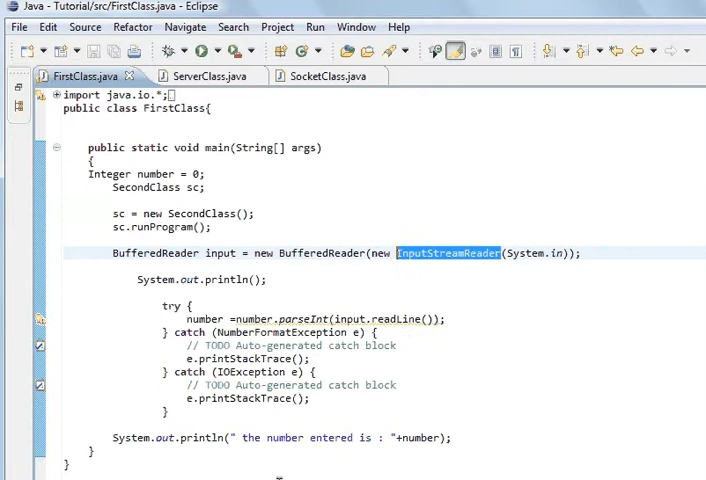 Java - Tutorial/src/FirstClass.java - Eclipse
File Edit Source Refactor Navigate Search Project Run Window Help
FirstClass.java ServerClass.java SocketClass.java
import java.io.*;
public class FirstClass{
public static void main(String[] args)
{
Integer number = 0;
SecondClass sc;
sc = new SecondClass();
sc.runProgram();
BufferedReader input = new BufferedReader(new InputStreamReader(System.in));
System.out.println();
try {
number =number.parseInt(input.readLine());
} catch (NumberFormatException e) {
// TODO Auto-generated catch block
e.printStackTrace();
} catch (IOException e) {
// TODO Auto-generated catch block
e.printStackTrace();
}
System.out.println(" the number entered is : "+number);
}
}